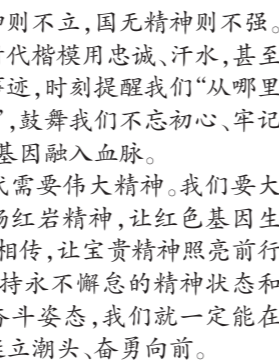 则不立，国无精神则不强。
时代楷模用忠诚、汗水，甚至
事迹，时刻提醒我们“从哪里
”，鼓舞我们不忘初心、牢记
基因融入血脉。
代需要伟大精神。我们要大
扬红岩精神，让红色基因生
相传，让宝贵精神照亮前行
持永不懈怠的精神状态和
奋斗姿态，我们就一定能在
立潮头、奋勇向前。